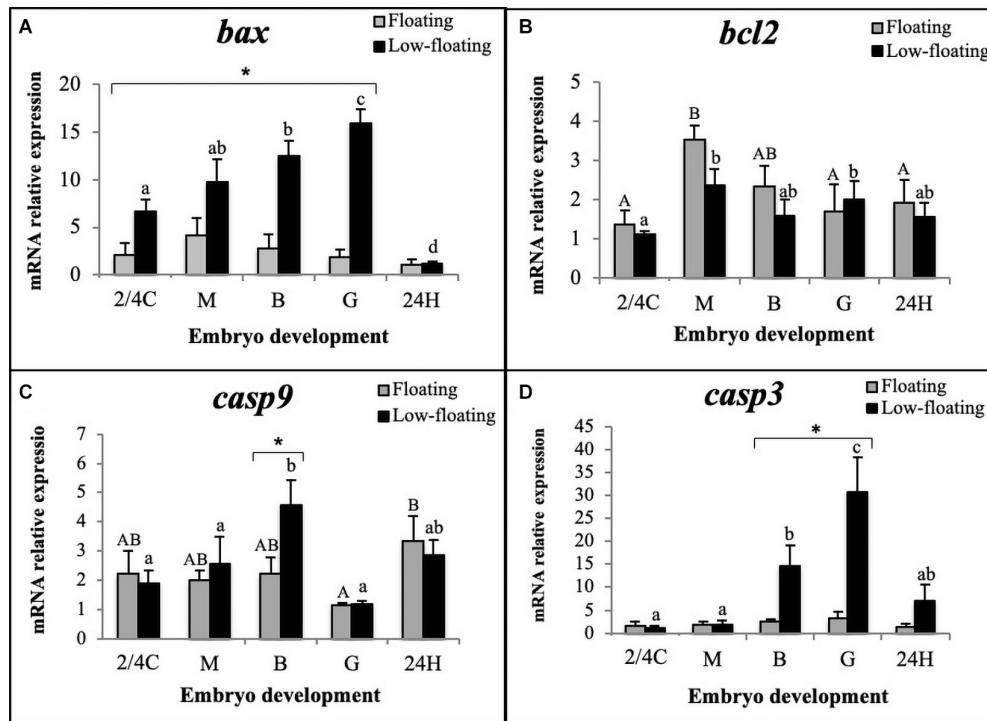 A
bax
Floating
Low-floating
*
mRNA relative expression
20
15
10
5
0
a
ab
b
c
d
2/4C
M
B
G
24H
Embryo development
B
bcl2
Floating
Low-floating
mRNA relative expression
5
4
3
2
1
0
A
a
B
b
AB
ab
A
b
A
ab
2/4C
M
B
G
24H
Embryo development
C
casp9
Floating
Low-floating
*
mRNA relative expressio
7
6
5
4
3
2
1
0
AB
a
AB
a
AB
b
A
a
B
ab
2/4C
M
B
G
24H
Embryo development
D
casp3
Floating
Low-floating
*
mRNA relative expression
45
40
35
30
25
20
15
10
5
0
a
a
b
c
ab
2/4C
M
B
G
24H
Embryo development